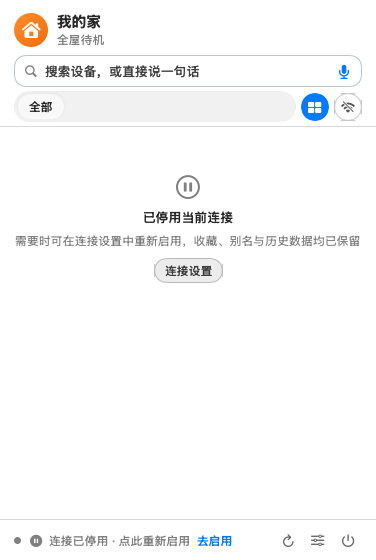 我的家
全屋待机
搜索设备，或直接说一句话
全部
已停用当前连接
需要时可在连接设置中重新启用，收藏、别名与历史数据均已保留
连接设置
连接已停用 · 点此重新启用 去启用